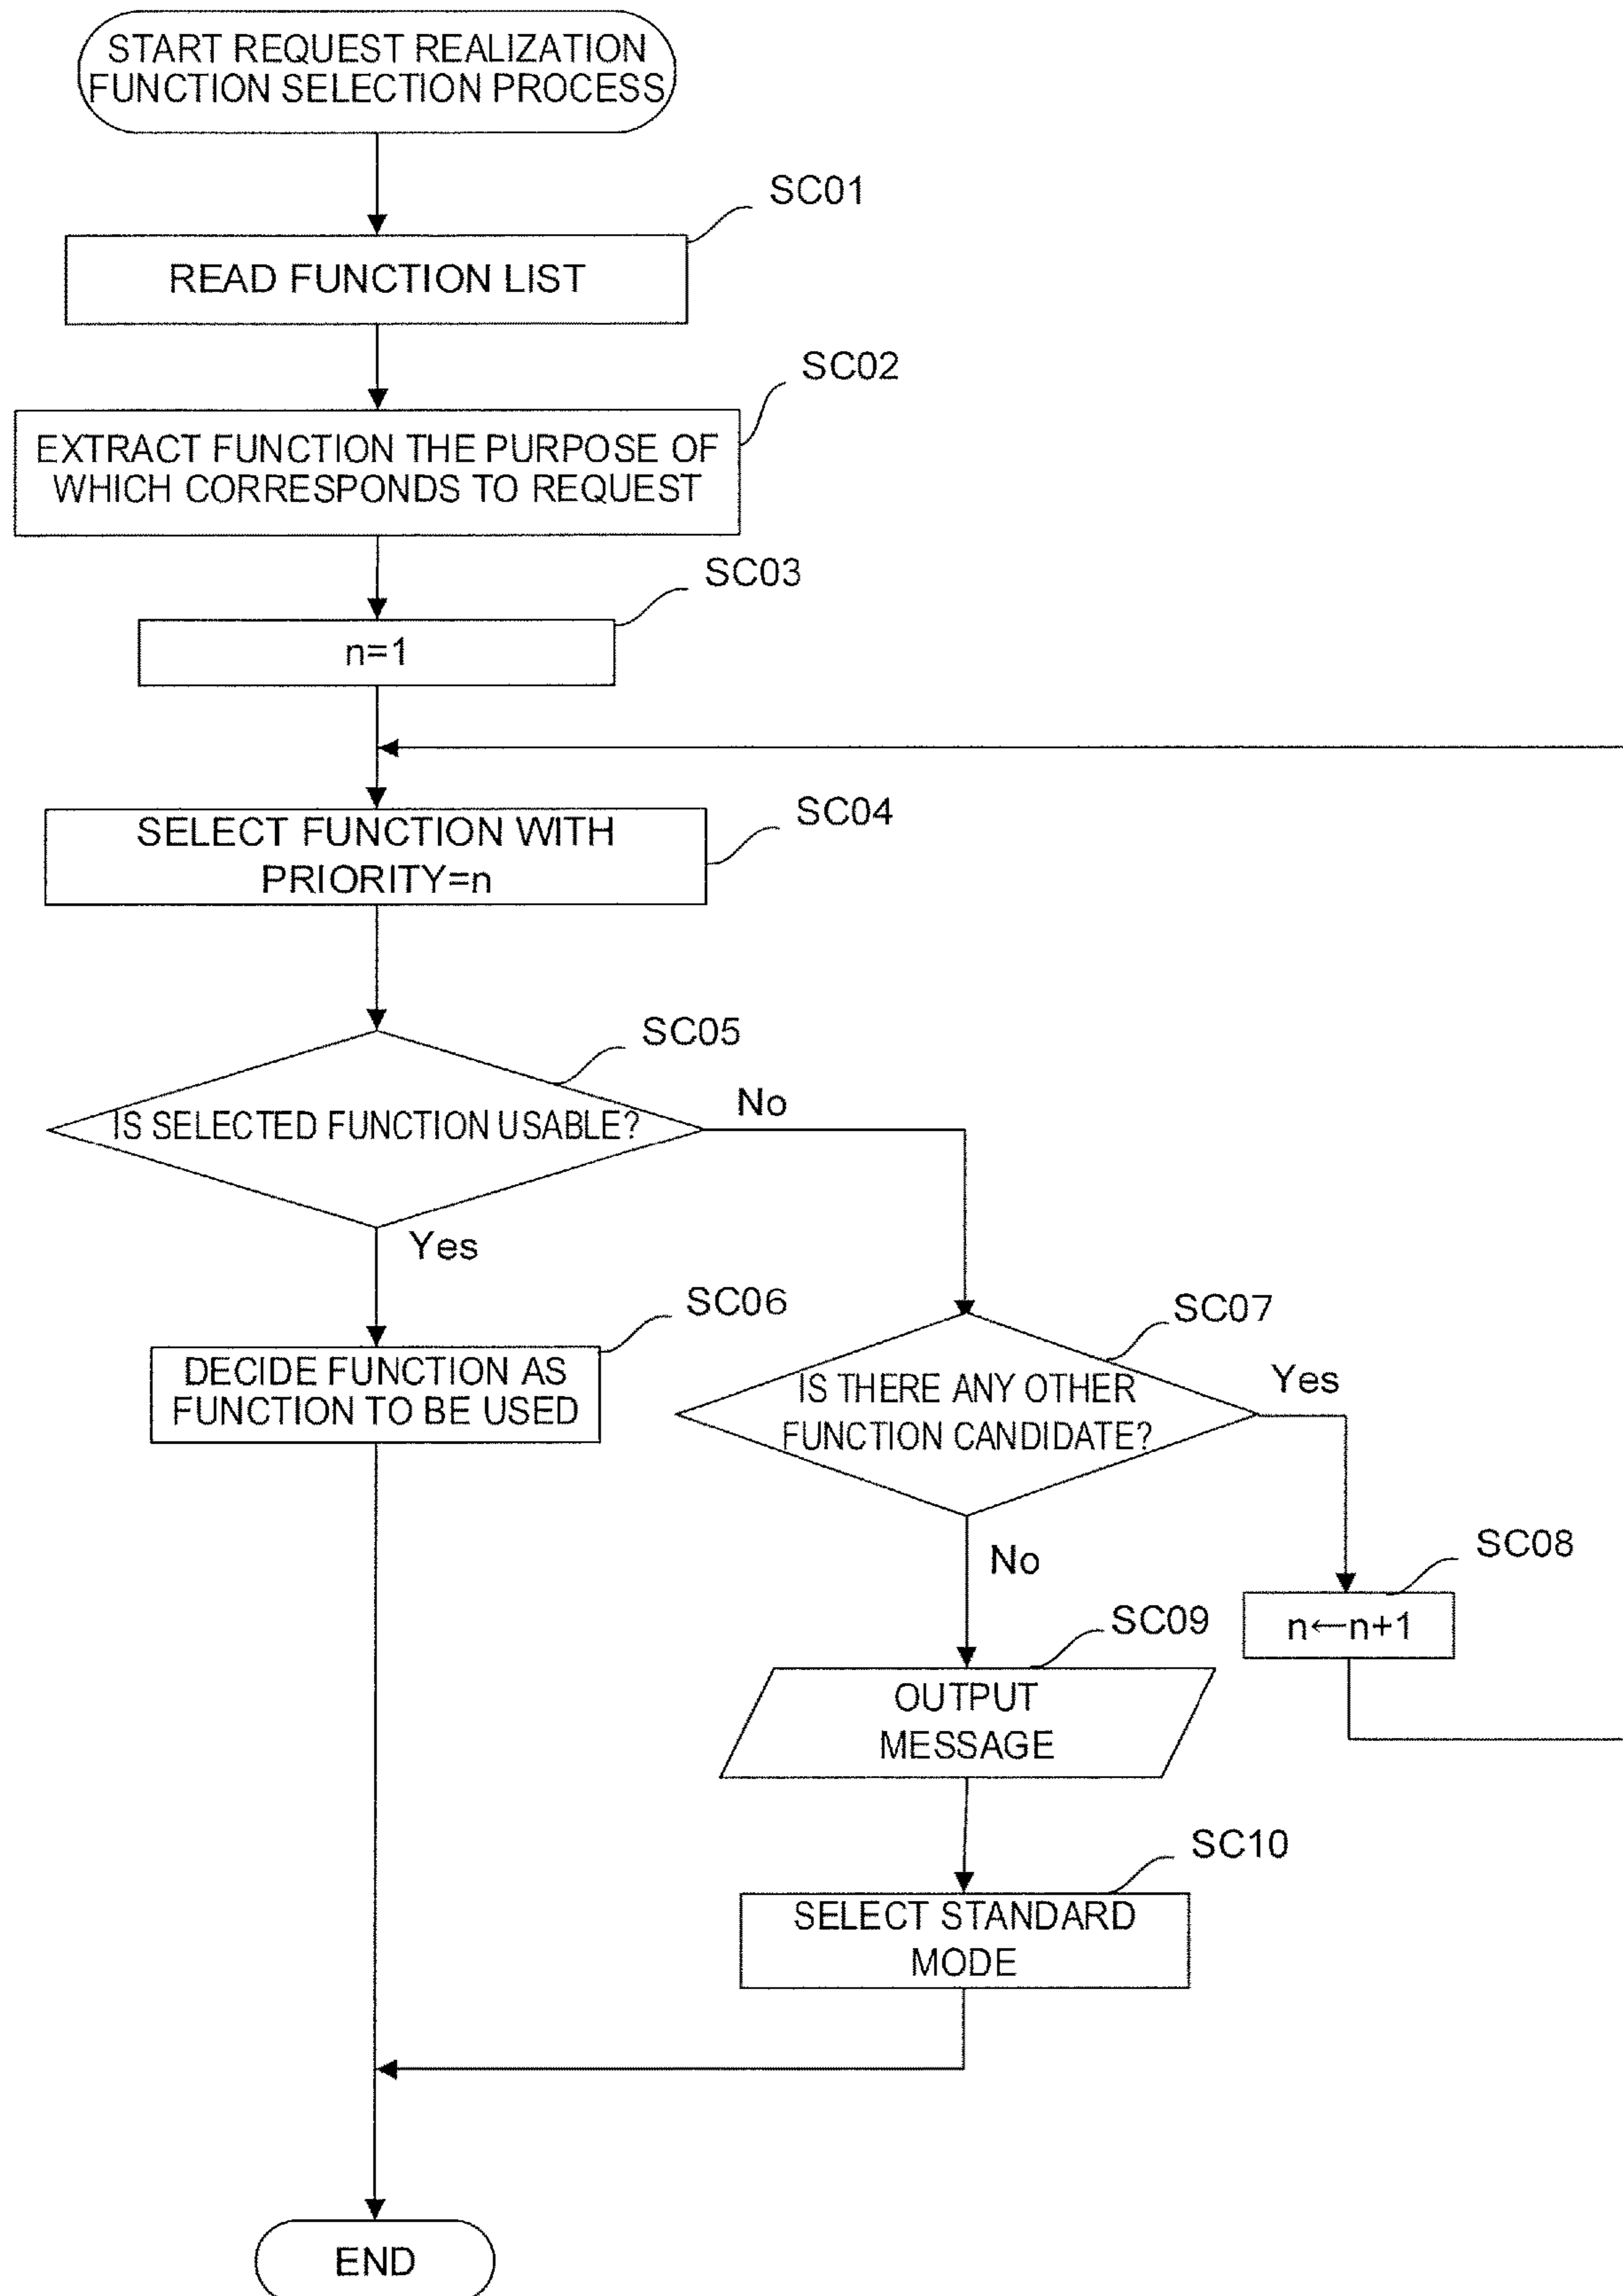 START REQUEST REALIZATION
FUNCTION SELECTION PROCESS
SC01
READ FUNCTION LIST
SC02
EXTRACT FUNCTION THE PURPOSE OF
WHICH CORRESPONDS TO REQUEST
SC03
n=1
SC04
SELECT FUNCTION WITH
PRIORITY=n
SC05
IS SELECTED FUNCTION USABLE?
No
Yes
SC06
DECIDE FUNCTION AS
FUNCTION TO BE USED
SC07
IS THERE ANY OTHER
FUNCTION CANDIDATE?
Yes
No
SC08
n←n+1
SC09
OUTPUT
MESSAGE
SC10
SELECT STANDARD
MODE
END